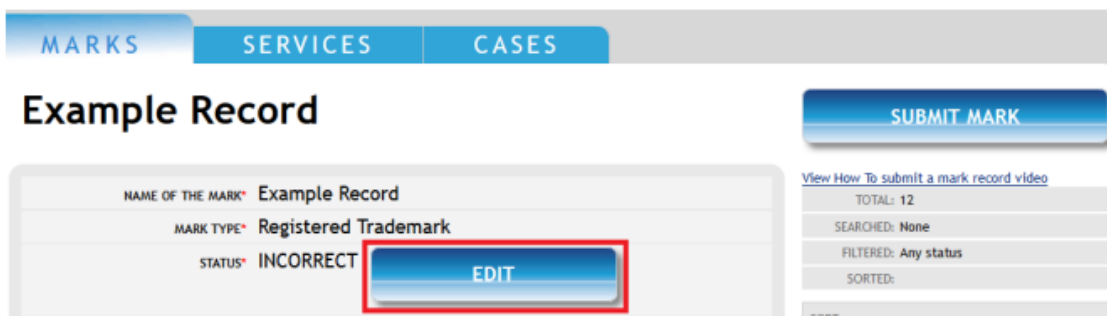 MARKS SERVICES CASES
Example Record
SUBMIT MARK
NAME OF THE MARK* Example Record
MARK TYPE* Registered Trademark
STATUS* INCORRECT EDIT
View How To submit a mark record video
TOTAL: 12
SEARCHED: None
FILTERED: Any status
SORTED: